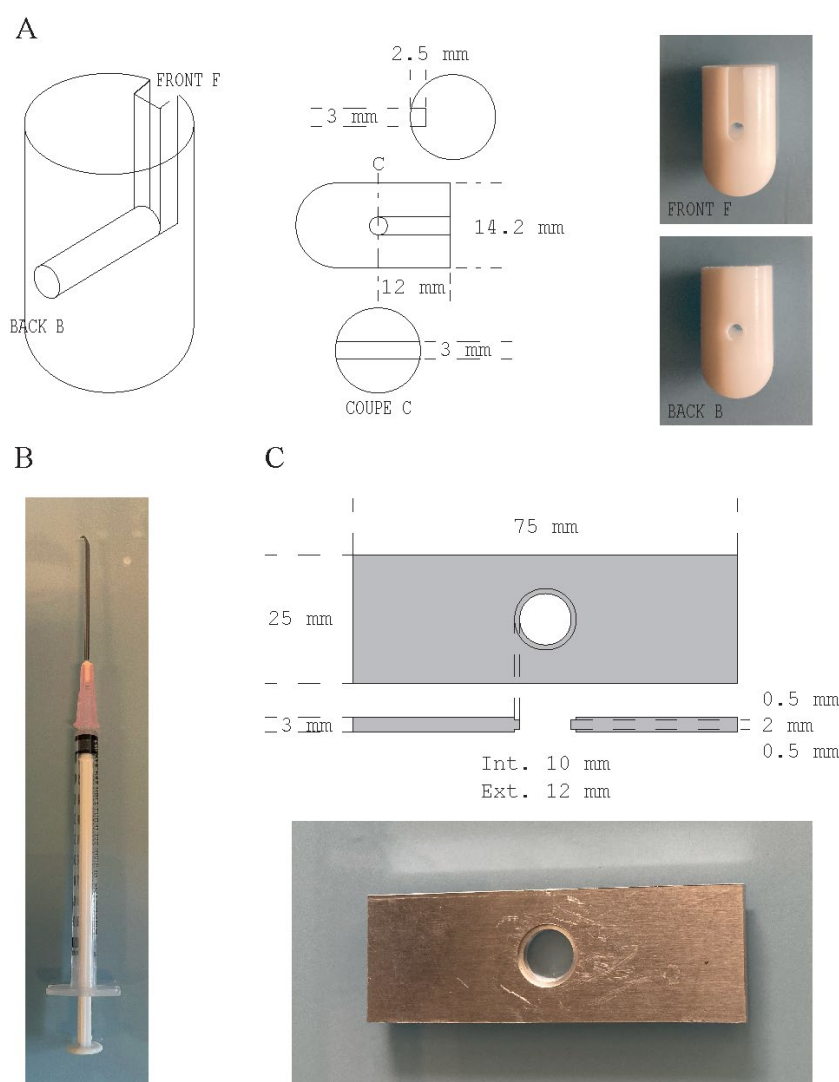 A
FRONT F
BACK B
2.5 mm
3 mm
C
14.2 mm
12 mm
3 mm
COUPE C
FRONT F
BACK B
B
C
75 mm
25 mm
3 mm
0.5 mm
2 mm
0.5 mm
Int. 10 mm
Ext. 12 mm